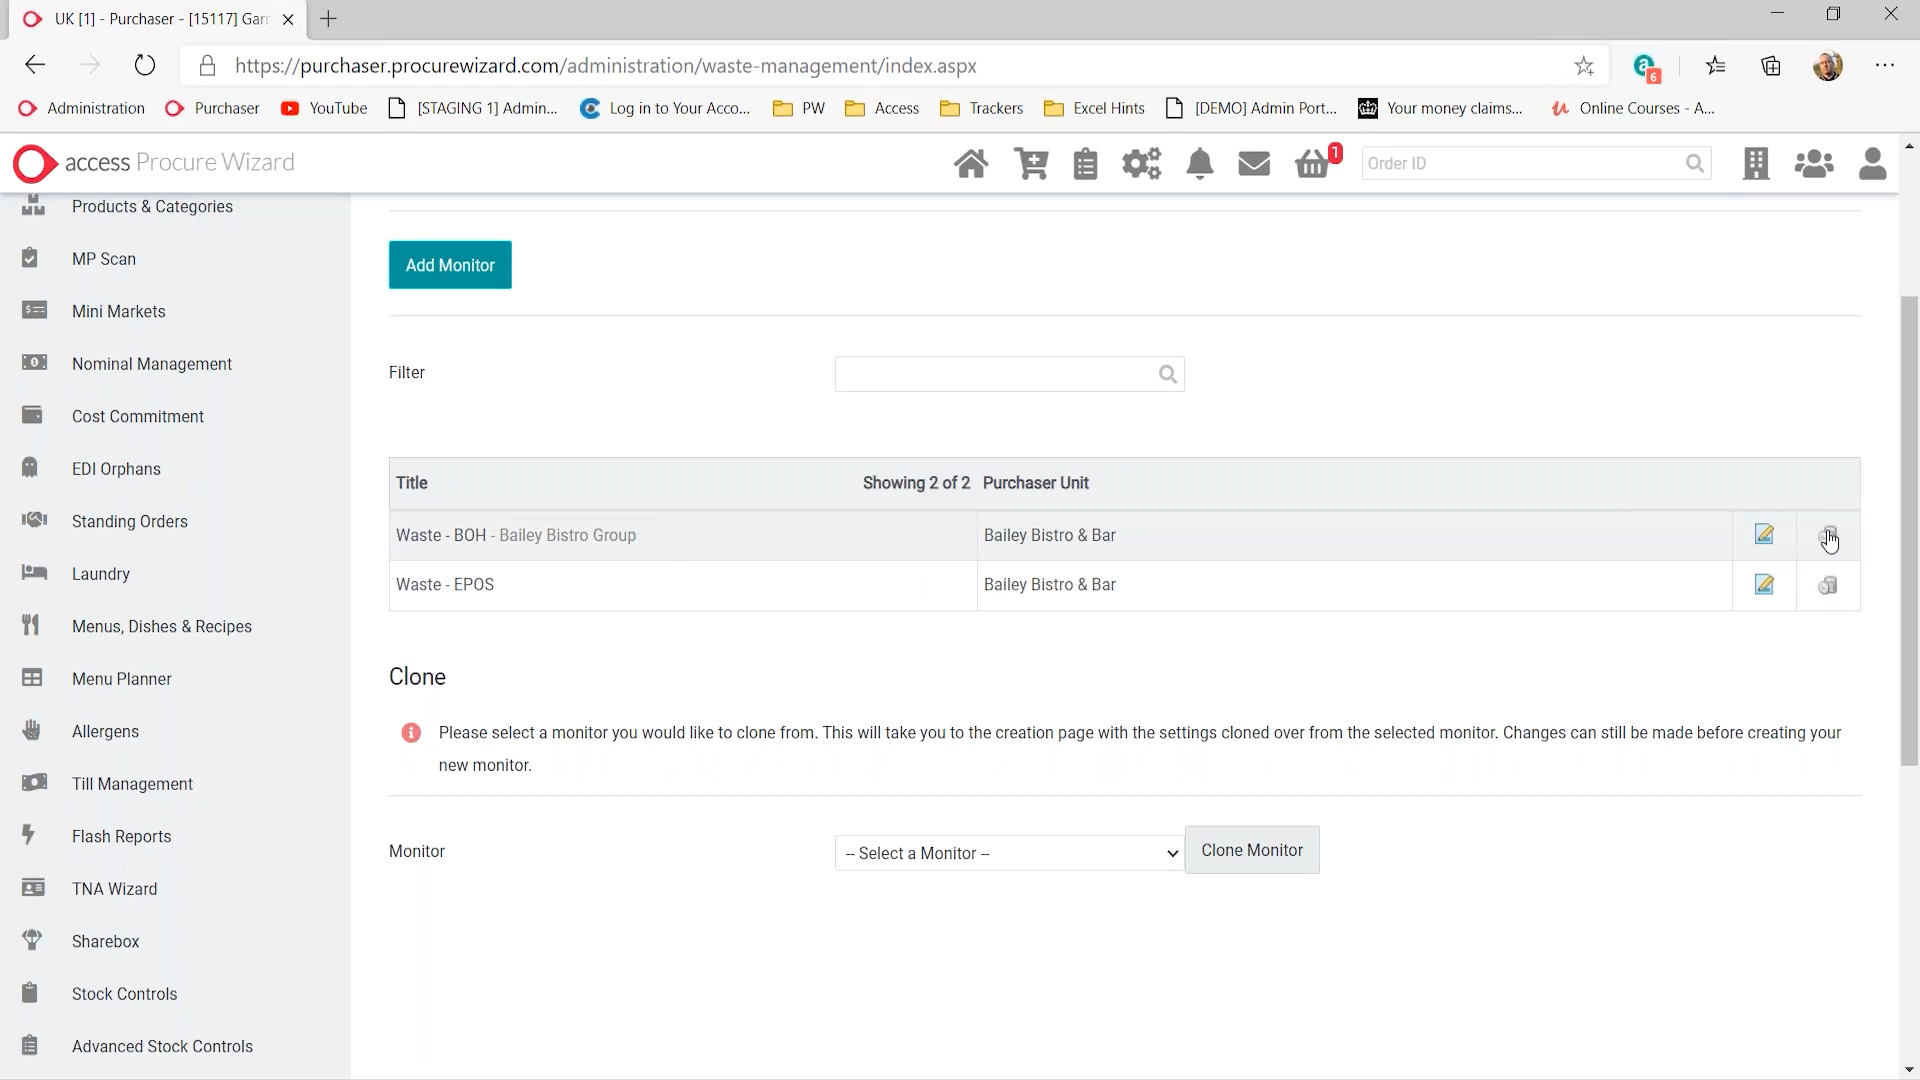 UK [1] - Purchaser - [15117] Garr
https://purchaser.procurewizard.com/administration/waste-management/index.aspx
6
Administration
Purchaser
YouTube
[STAGING 1] Admin...
Log in to Your Acco...
PW
Access
Trackers
Excel Hints
[DEMO] Admin Port...
Your money claims...
Online Courses - A...
access Procure Wizard
1
Order ID
Products & Categories
MP Scan
Mini Markets
Nominal Management
Cost Commitment
EDI Orphans
Standing Orders
Laundry
Menus, Dishes & Recipes
Menu Planner
Allergens
Till Management
Flash Reports
TNA Wizard
Sharebox
Stock Controls
Advanced Stock Controls
Add Monitor
Filter
Title Showing 2 of 2 Purchaser Unit
Waste - BOH - Bailey Bistro Group Bailey Bistro & Bar
Waste - EPOS Bailey Bistro & Bar
Clone
Please select a monitor you would like to clone from. This will take you to the creation page with the settings cloned over from the selected monitor. Changes can still be made before creating your
new monitor.
Monitor -- Select a Monitor -- Clone Monitor